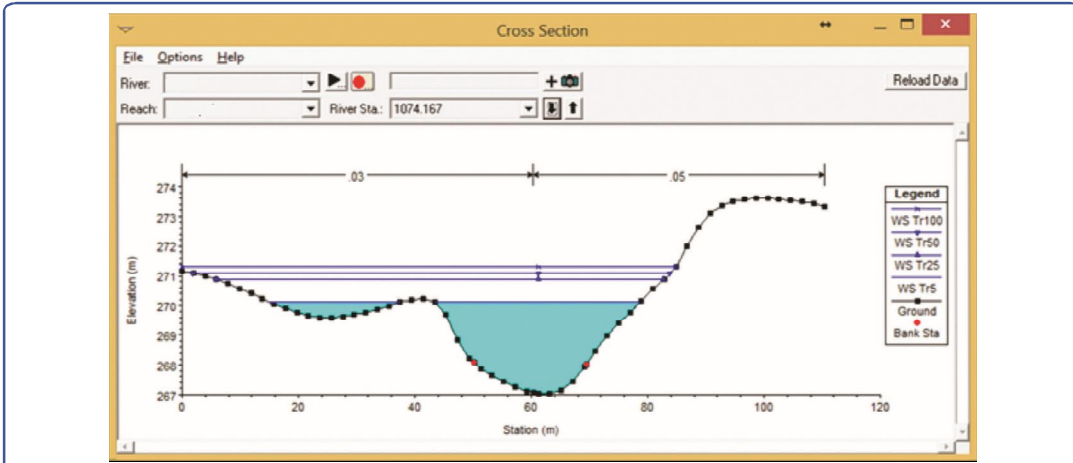 Cross Section
File Options Help
River:
Reload Data
Reach:
River Sta.: 1074.167
.03
.05
274
273
272
271
270
269
268
267
Elevation (m)
0
20
40
60
80
100
120
Station (m)
Legend
WS Tr100
WS Tr50
WS Tr25
WS Tr5
Ground
Bank Sta